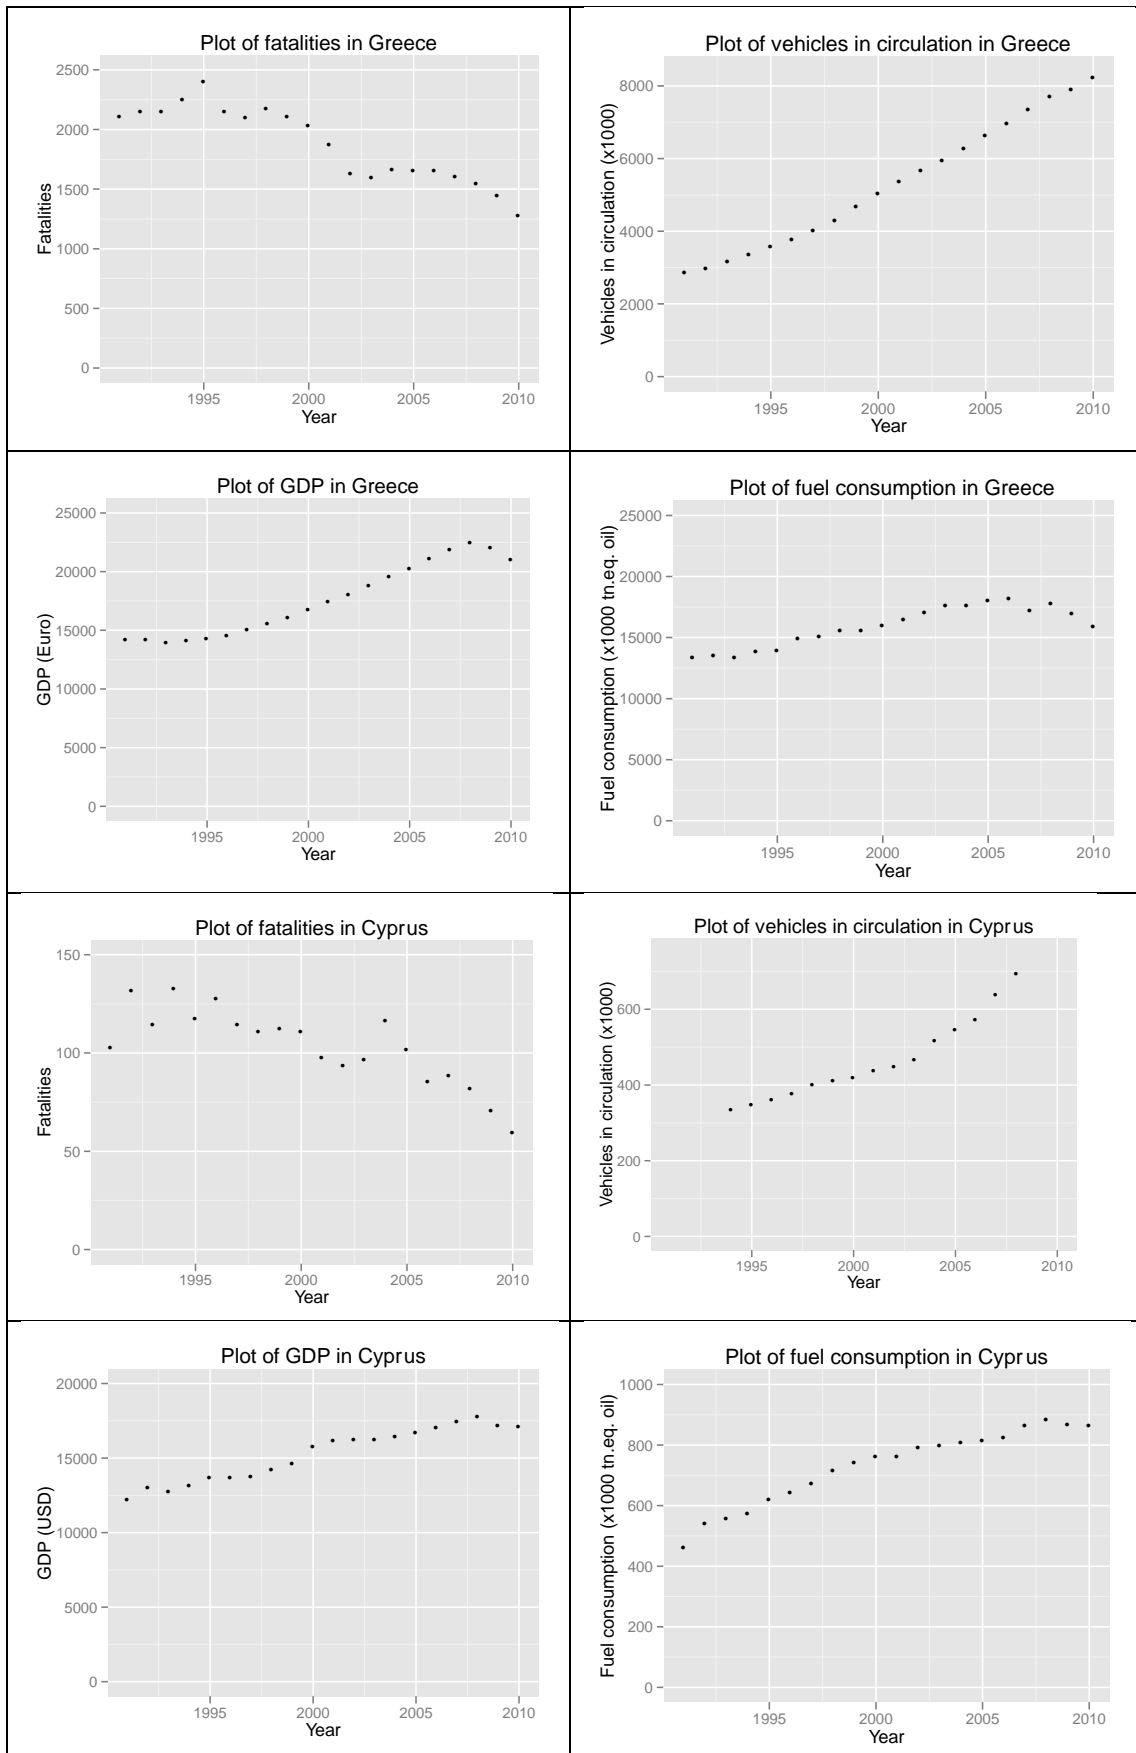 Plot of fatalities in Greece
Fatalities
2500
2000
1500
1000
500
0
1995 2000 2005 2010
Year
Plot of vehicles in circulation in Greece
Vehicles in circulation (x1000)
8000
6000
4000
2000
0
1995 2000 2005 2010
Year
Plot of GDP in Greece
GDP (Euro)
25000
20000
15000
10000
5000
0
1995 2000 2005 2010
Year
Plot of fuel consumption in Greece
Fuel consumption (x1000 tn.eq. oil)
25000
20000
15000
10000
5000
0
1995 2000 2005 2010
Year
Plot of fatalities in Cyprus
Fatalities
150
100
50
0
1995 2000 2005 2010
Year
Plot of vehicles in circulation in Cyprus
Vehicles in circulation (x1000)
600
400
200
0
1995 2000 2005 2010
Year
Plot of GDP in Cyprus
GDP (USD)
20000
15000
10000
5000
0
1995 2000 2005 2010
Year
Plot of fuel consumption in Cyprus
Fuel consumption (x1000 tn.eq. oil)
1000
800
600
400
200
0
1995 2000 2005 2010
Year